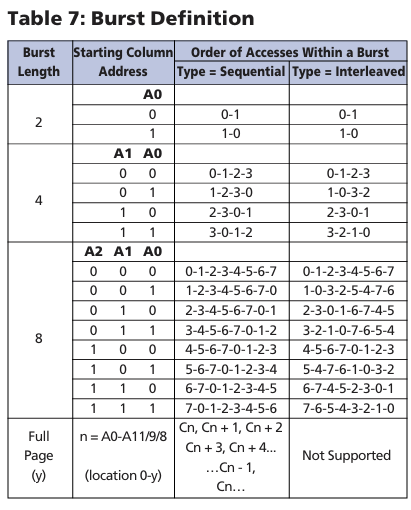 Table 7: Burst Definition
Burst Length Starting Column Address Order of Accesses Within a Burst
Type = Sequential Type = Interleaved
2
A0
0 0-1 0-1
1 1-0 1-0
4
A1 A0
0 0 0-1-2-3 0-1-2-3
0 1 1-2-3-0 1-0-3-2
1 0 2-3-0-1 2-3-0-1
1 1 3-0-1-2 3-2-1-0
8
A2 A1 A0
0 0 0 0-1-2-3-4-5-6-7 0-1-2-3-4-5-6-7
0 0 1 1-2-3-4-5-6-7-0 1-0-3-2-5-4-7-6
0 1 0 2-3-4-5-6-7-0-1 2-3-0-1-6-7-4-5
0 1 1 3-4-5-6-7-0-1-2 3-2-1-0-7-6-5-4
1 0 0 4-5-6-7-0-1-2-3 4-5-6-7-0-1-2-3
1 0 1 5-6-7-0-1-2-3-4 5-4-7-6-1-0-3-2
1 1 0 6-7-0-1-2-3-4-5 6-7-4-5-2-3-0-1
1 1 1 7-0-1-2-3-4-5-6 7-6-5-4-3-2-1-0
Full
Page
(y)
n = A0-A11/9/8
(location 0-y)
Cn, Cn + 1, Cn + 2
Cn + 3, Cn + 4...
…Cn - 1,
Cn…
Not Supported